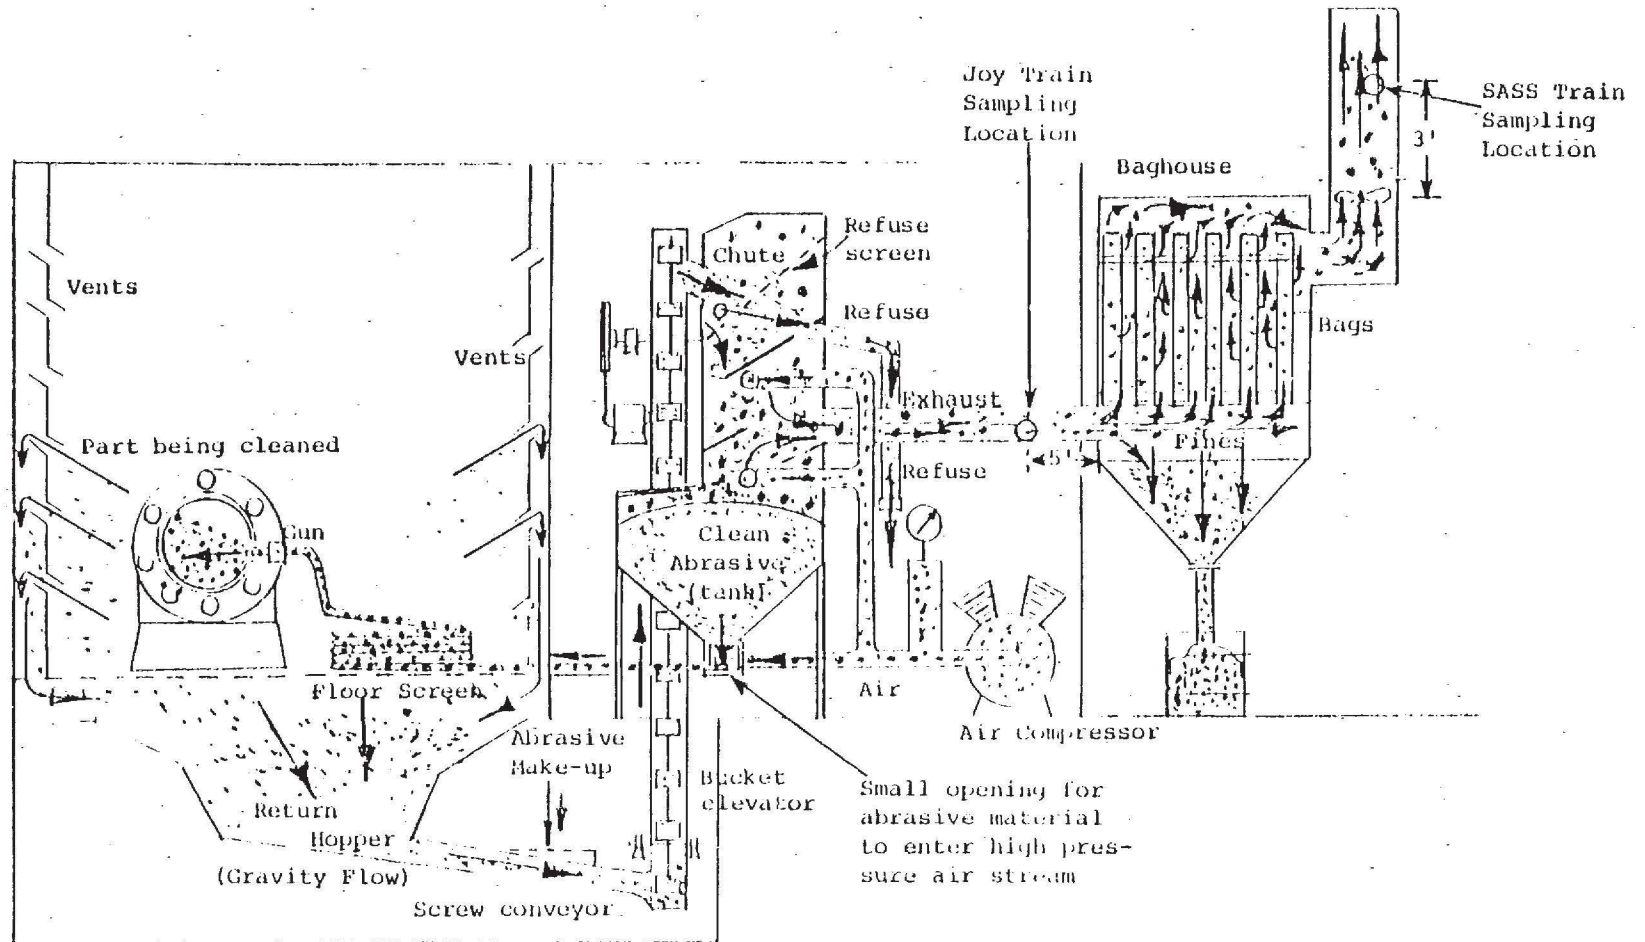 Joy Train
Sampling
Location
SASS Train
Sampling
Location
3'
Baghouse
Refuse
screen
Chute
Vents
Refuse
Bags
Vents
Exhaust
Part being cleaned
Fines
5'
Refuse
Gun
Clean
Abrasive
(tank)
Floor Screen
Air
Abrasive
Make-up
Air Compressor
Bucket
elevator
Small opening for
abrasive material
to enter high pres-
sure air stream
Return
Hopper
(Gravity Flow)
Screw conveyor